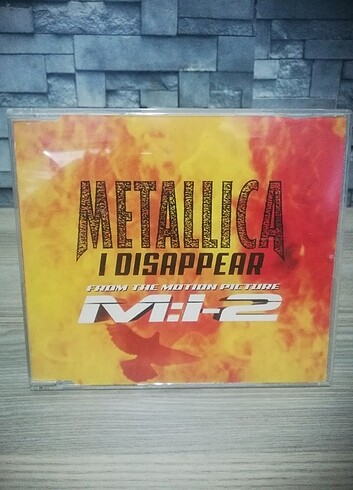 METALLICA
I DISAPPEAR
FROM THE MOTION PICTURE
M:I-2